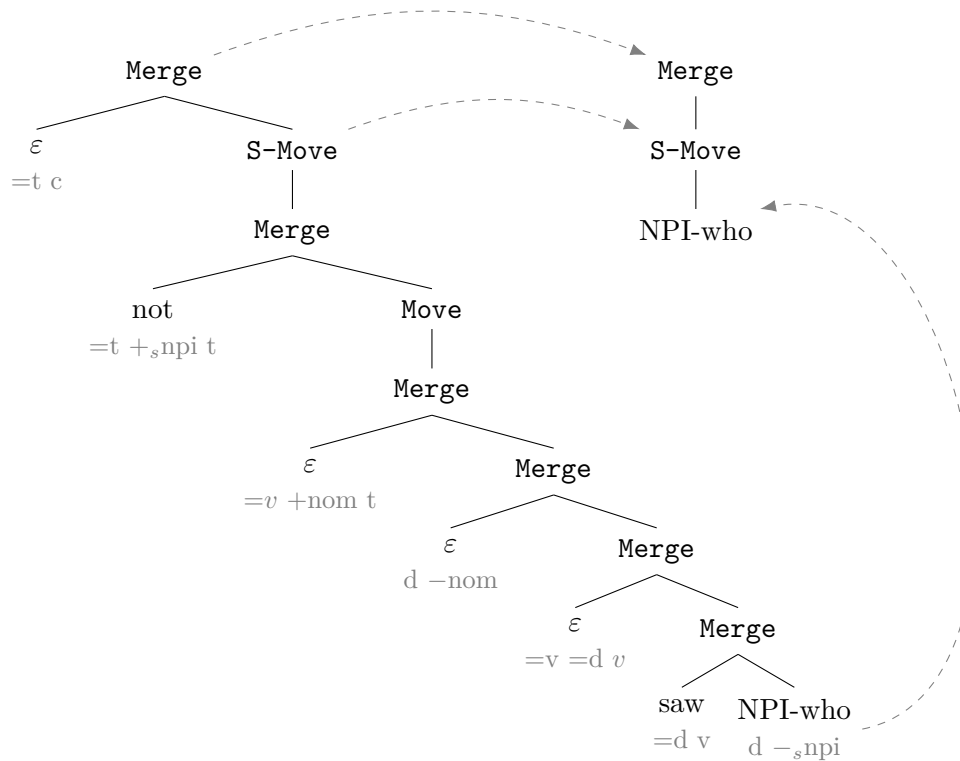 Merge Merge
ε S-Move S-Move
=t c
Merge NPI-who
not Move
=t +ₛnpi t
Merge
ε Merge
=v +nom t
ε Merge
d −nom
ε Merge
=v =d v
saw NPI-who
=d v d −ₛnpi